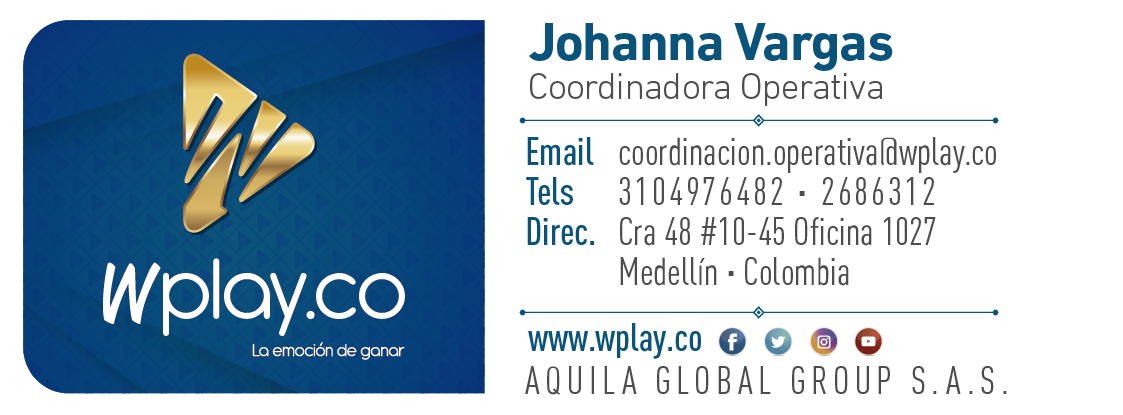 Wplay.co
La emoción de ganar
Johanna Vargas
Coordinadora Operativa
Email coordinacion.operativa@wplay.co
Tels 3104976482 · 2686312
Direc. Cra 48 #10-45 Oficina 1027
Medellín · Colombia
www.wplay.co
AQUILA GLOBAL GROUP S.A.S.